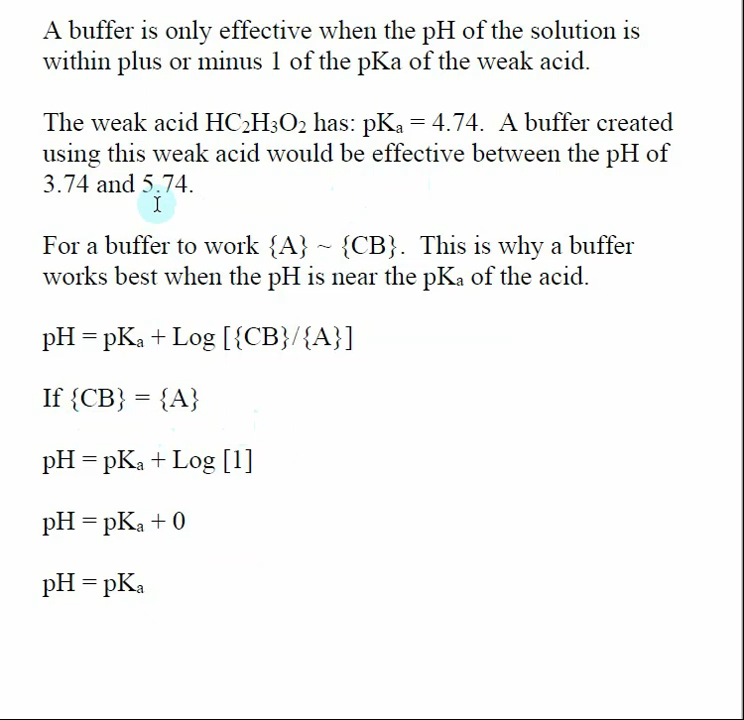 A buffer is only effective when the pH of the solution is
within plus or minus 1 of the pKa of the weak acid.
The weak acid HC₂H₃O₂ has: pKₐ = 4.74.  A buffer created
using this weak acid would be effective between the pH of
3.74 and 5.74.
For a buffer to work {A} ~ {CB}.  This is why a buffer
works best when the pH is near the pKₐ of the acid.
pH = pKₐ + Log [{CB}/{A}]
If {CB} = {A}
pH = pKₐ + Log [1]
pH = pKₐ + 0
pH = pKₐ